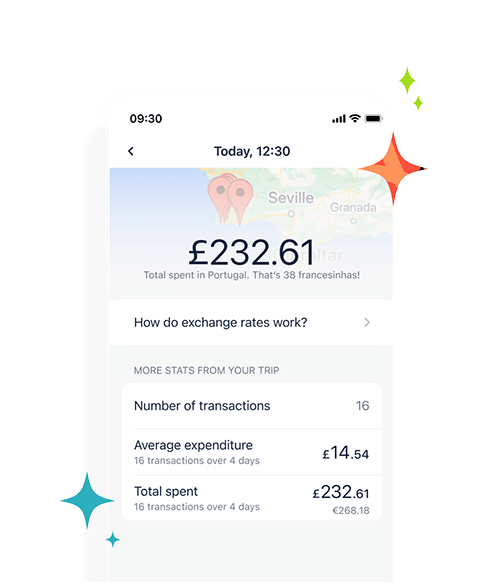 09:30
Today, 12:30
Seville
Granada
£232.61
Total spent in Portugal. That's 38 francesinhas!
How do exchange rates work?
MORE STATS FROM YOUR TRIP
Number of transactions 16
Average expenditure £14.54
16 transactions over 4 days
Total spent £232.61
16 transactions over 4 days €268.18